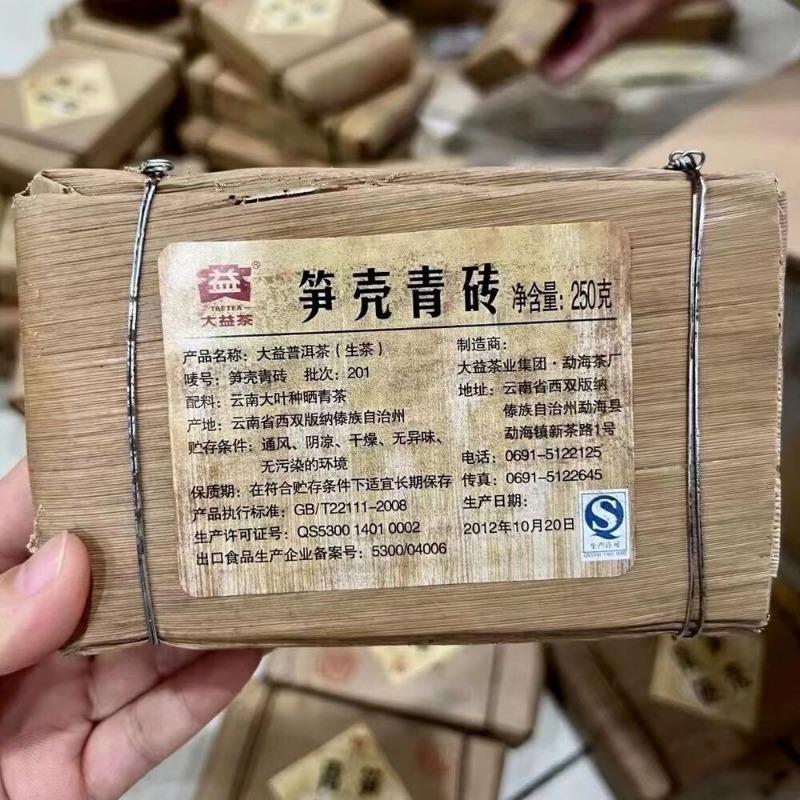 益®
TAETEA
大益茶
笋壳青砖 净含量：250克
产品名称：大益普洱茶（生茶）
唛号：笋壳青砖 批次：201
配料：云南大叶种晒青茶
产地：云南省西双版纳傣族自治州
贮存条件：通风、阴凉、干燥、无异味、
无污染的环境
保质期：在符合贮存条件下适宜长期保存
产品执行标准：GB/T22111-2008
生产许可证号：QS5300 1401 0002
出口食品生产企业备案号：5300/04006
制造商：
大益茶业集团·勐海茶厂
地址：云南省西双版纳
傣族自治州勐海县
勐海镇新茶路1号
电话：0691-5122125
传真：0691-5122645
生产日期：
2012年10月20日
生产许可
QS5300 1401 0002